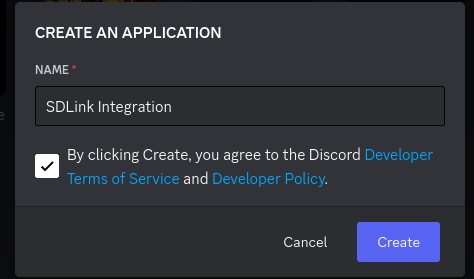 CREATE AN APPLICATION
NAME *
SDLink Integration
By clicking Create, you agree to the Discord Developer
Terms of Service and Developer Policy.
Cancel
Create